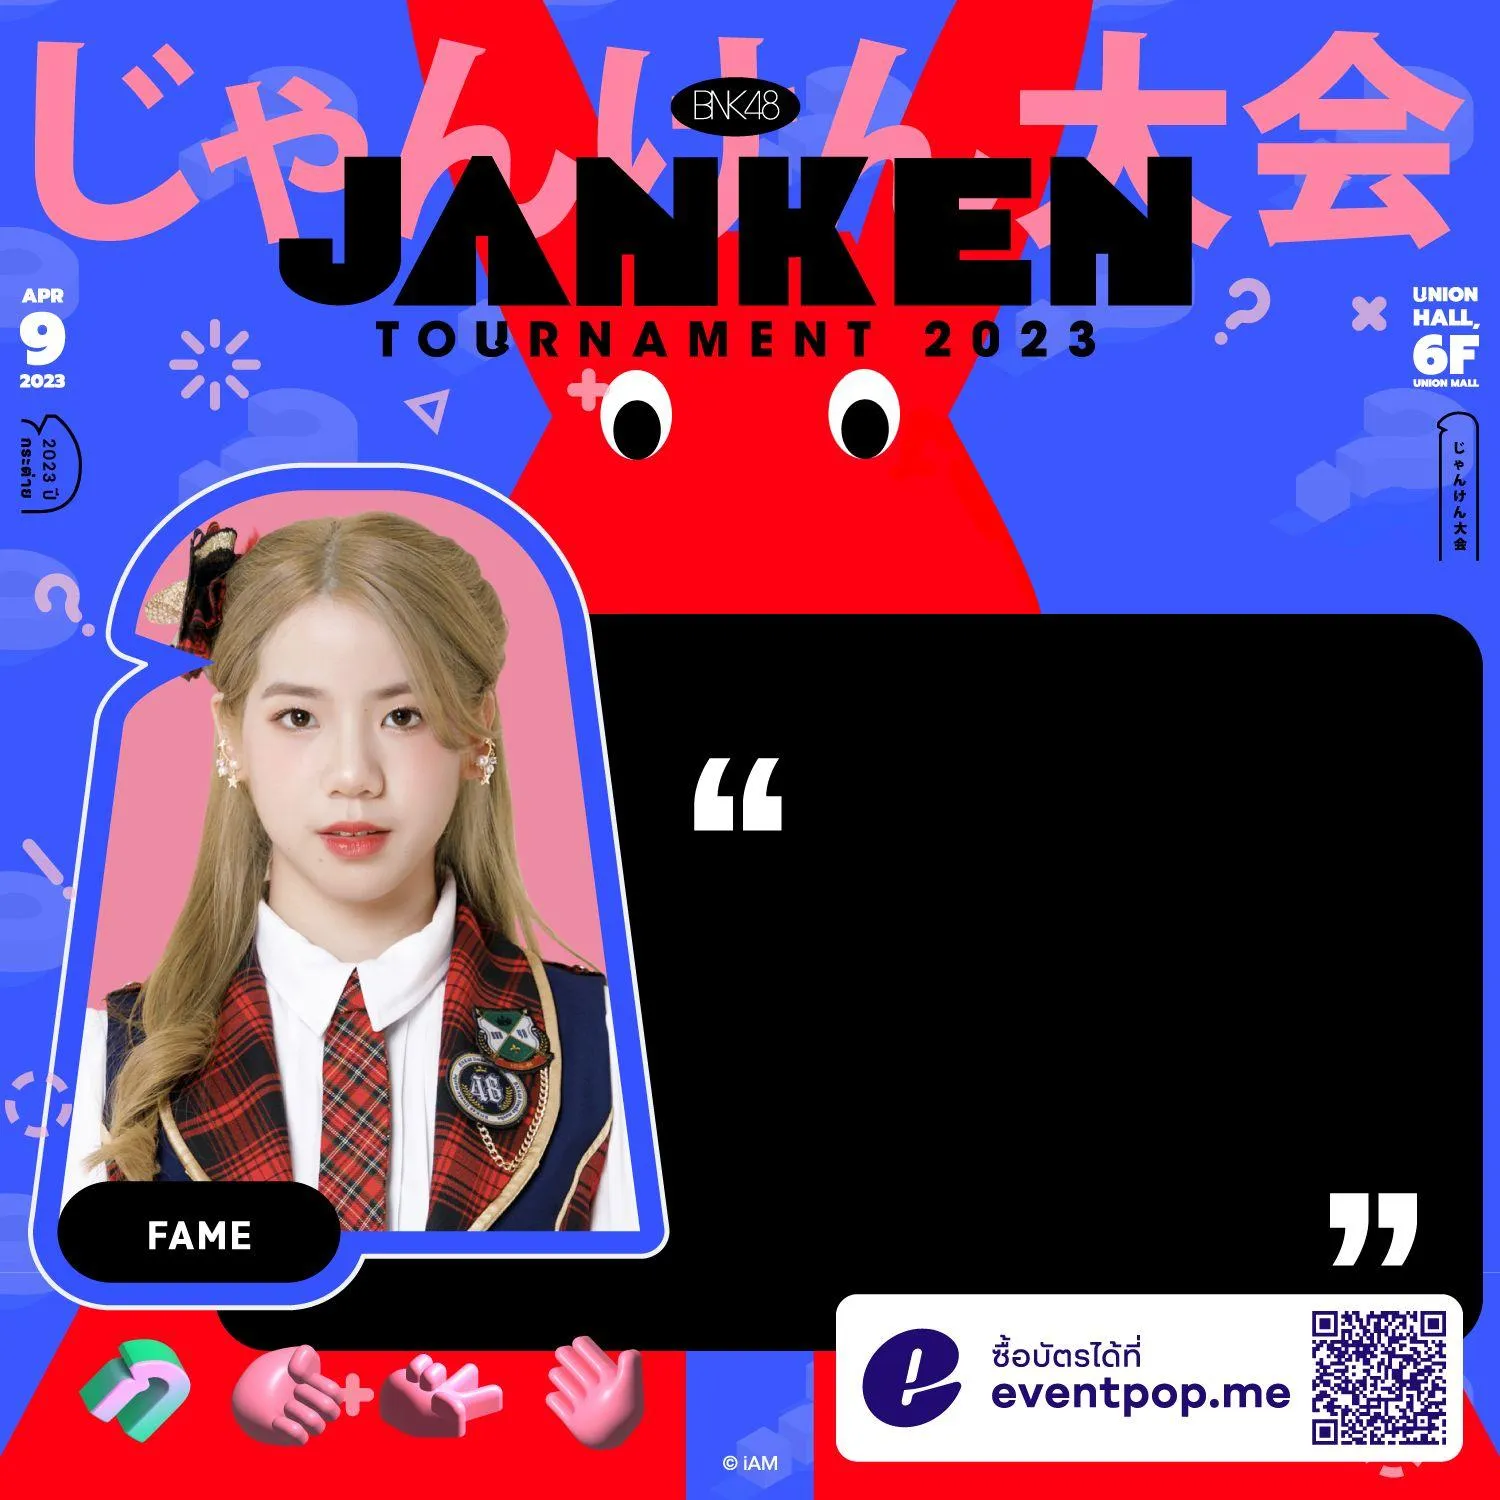 じゃんけん大会
BNK48
JANKEN
TOURNAMENT 2023
APR
9
2023
2023 ปี
กระต่าย
UNION
HALL,
6F
UNION MALL
じゃんけん大会
48
“
”
FAME
ก
e
ซื้อบัตรได้ที่
eventpop.me
© iAM